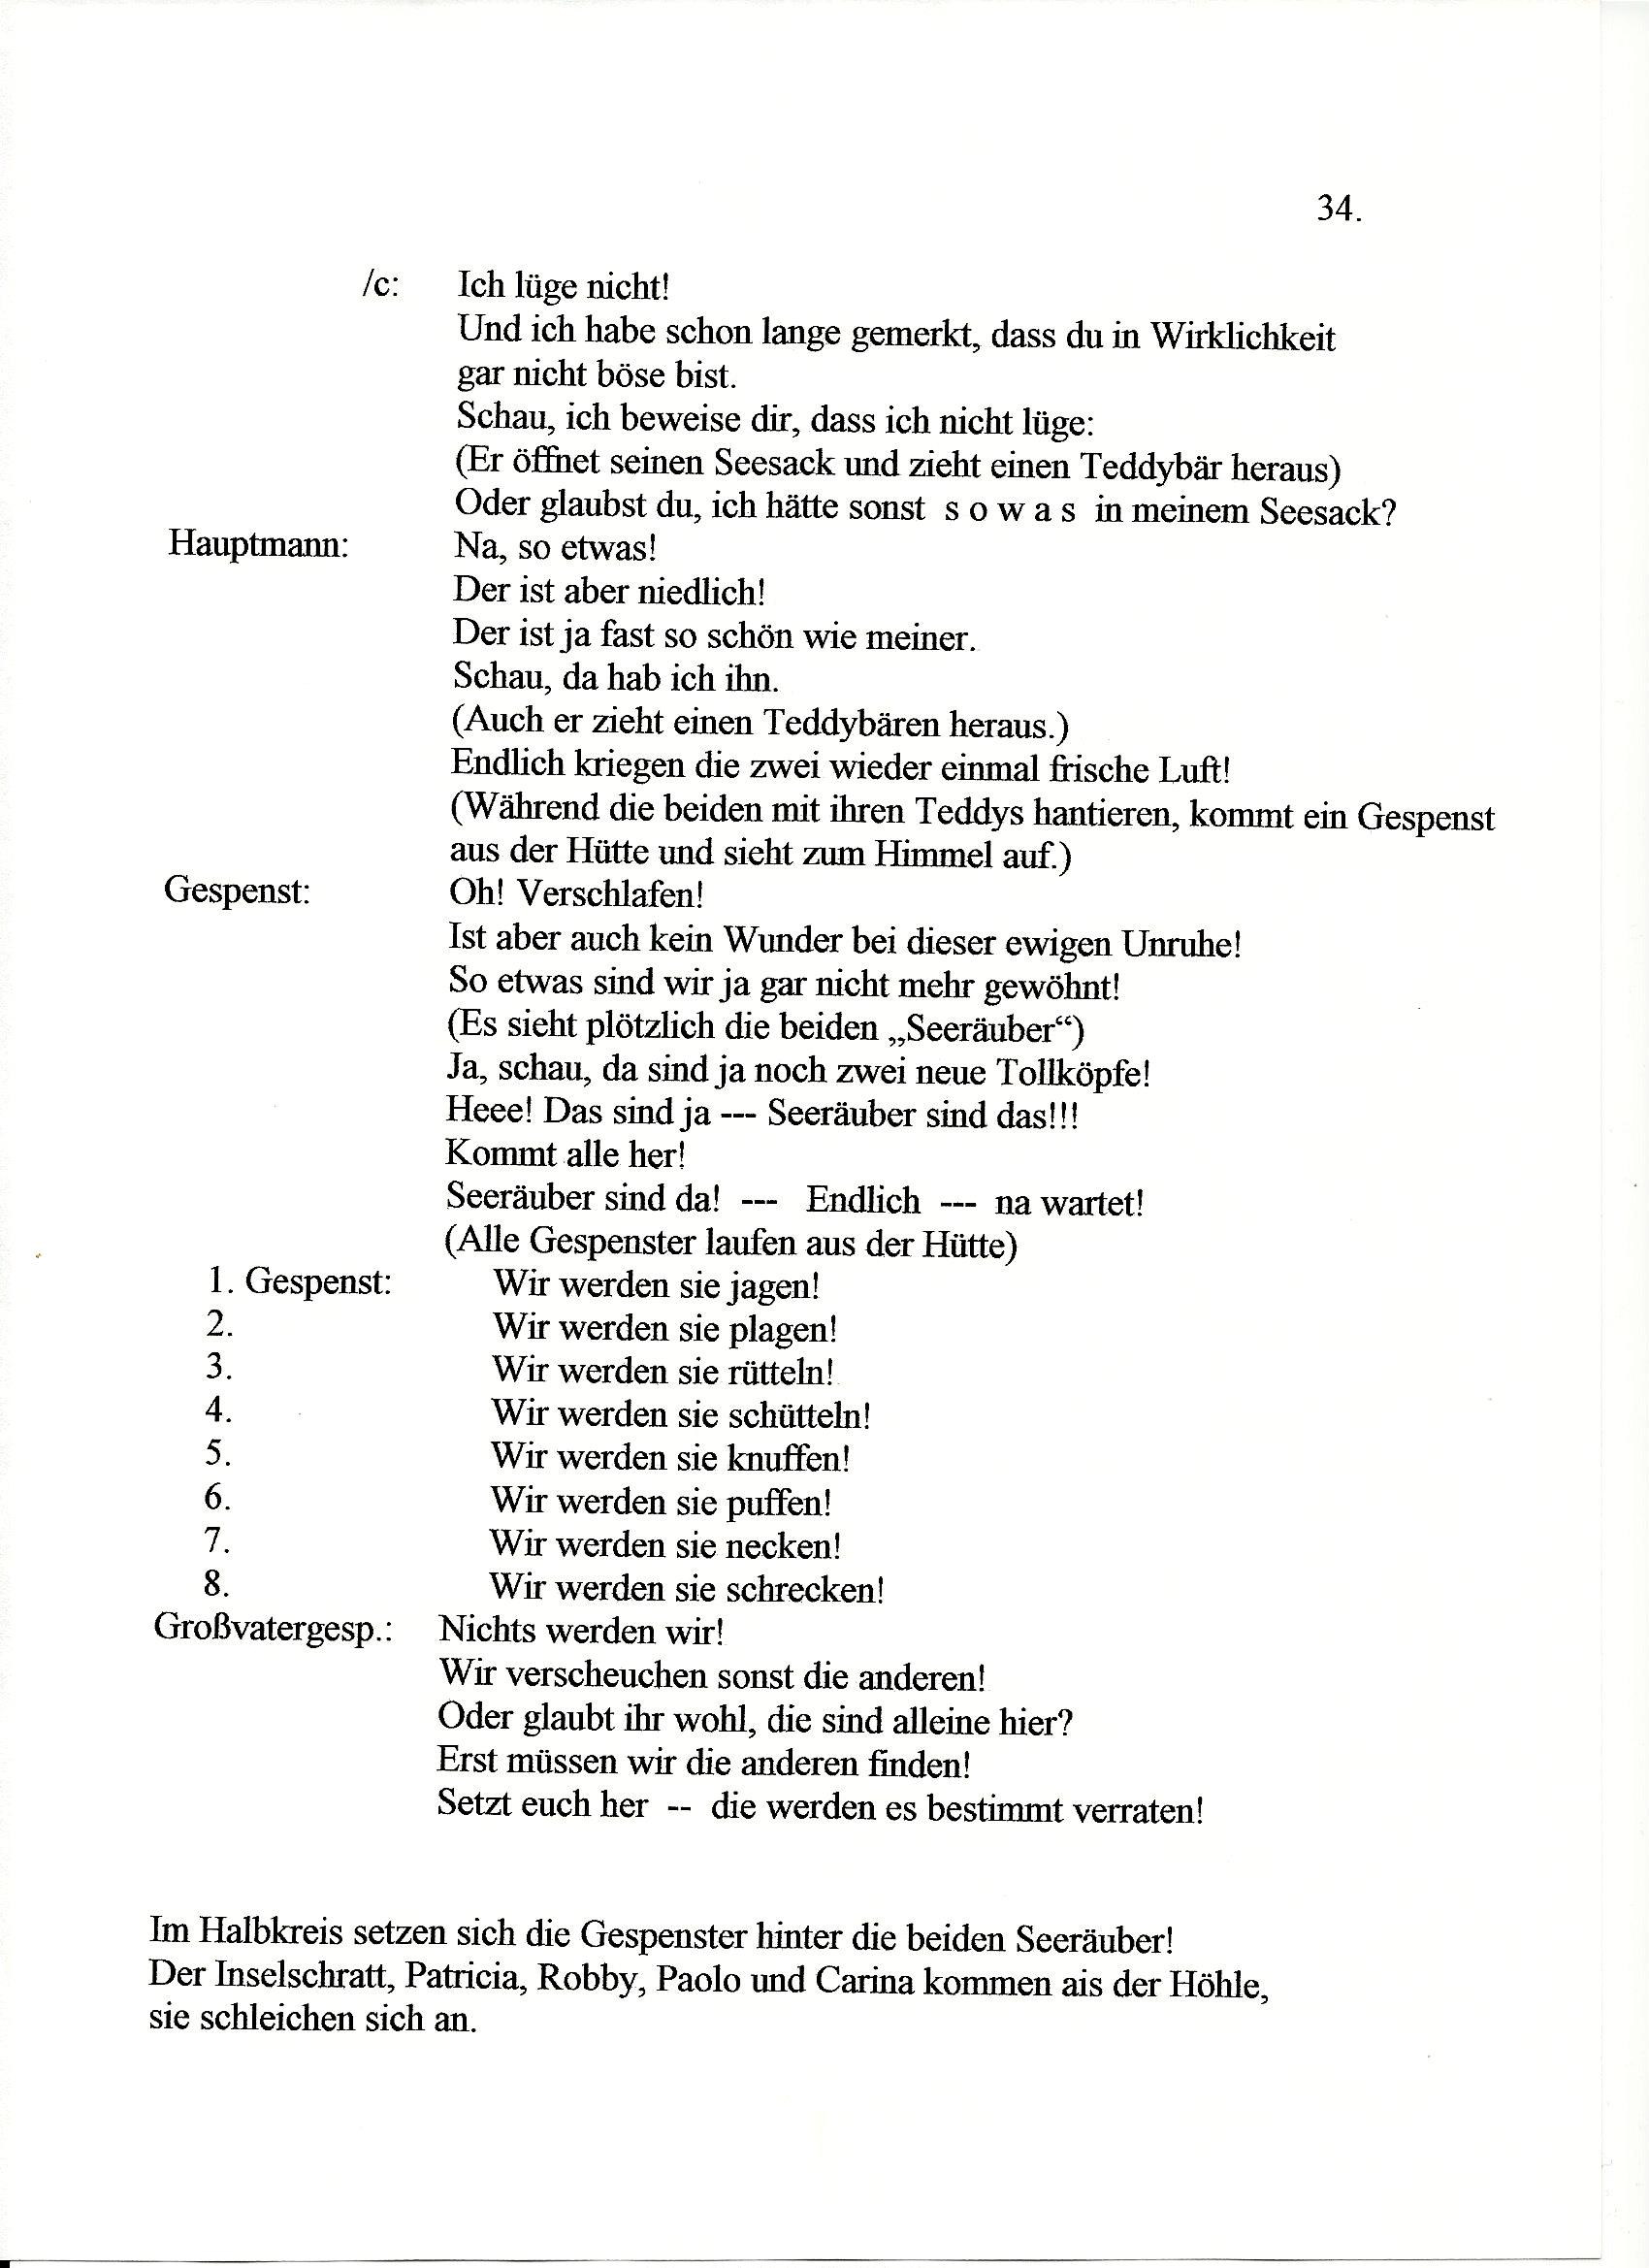 34.
/c: Ich lüge nicht!
Und ich habe schon lange gemerkt, dass du in Wirklichkeit
gar nicht böse bist.
Schau, ich beweise dir, dass ich nicht lüge:
(Er öffnet seinen Seesack und zieht einen Teddybär heraus)
Oder glaubst du, ich hätte sonst s o w a s in meinem Seesack?
Hauptmann: Na, so etwas!
Der ist aber niedlich!
Der ist ja fast so schön wie meiner.
Schau, da hab ich ihn.
(Auch er zieht einen Teddybären heraus.)
Endlich kriegen die zwei wieder einmal frische Luft!
(Während die beiden mit ihren Teddys hantieren, kommt ein Gespenst
aus der Hütte und sieht zum Himmel auf.)
Gespenst: Oh! Verschlafen!
Ist aber auch kein Wunder bei dieser ewigen Unruhe!
So etwas sind wir ja gar nicht mehr gewöhnt!
(Es sieht plötzlich die beiden „Seeräuber“)
Ja, schau, da sind ja noch zwei neue Tollköpfe!
Heee! Das sind ja --- Seeräuber sind das!!!
Kommt alle her!
Seeräuber sind da! --- Endlich --- na wartet!
(Alle Gespenster laufen aus der Hütte)
1. Gespenst: Wir werden sie jagen!
2. Wir werden sie plagen!
3. Wir werden sie rütteln!
4. Wir werden sie schütteln!
5. Wir werden sie knuffen!
6. Wir werden sie puffen!
7. Wir werden sie necken!
8. Wir werden sie schrecken!
Großvatergesp.: Nichts werden wir!
Wir verscheuchen sonst die anderen!
Oder glaubt ihr wohl, die sind alleine hier?
Erst müssen wir die anderen finden!
Setzt euch her -- die werden es bestimmt verraten!
Im Halbkreis setzen sich die Gespenster hinter die beiden Seeräuber!
Der Inselschratt, Patricia, Robby, Paolo und Carina kommen ais der Höhle,
sie schleichen sich an.